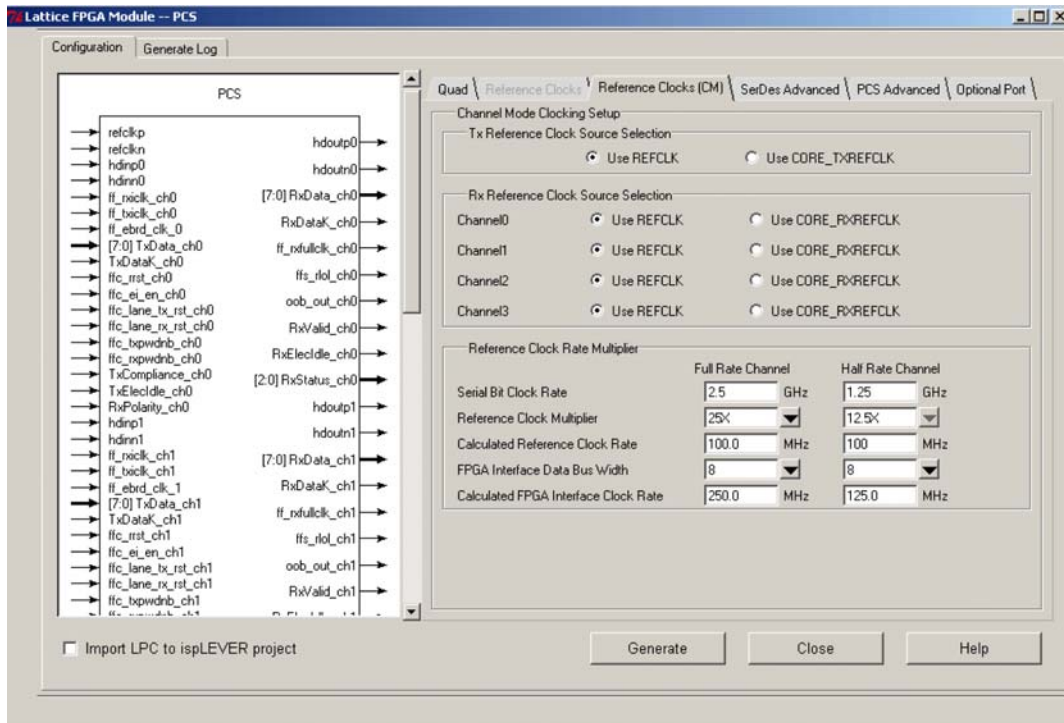 Lattice FPGA Module -- PCS
Configuration
Generate Log
PCS
refclkp
refclkn
hdinp0
hdinn0
ff_rxiclk_ch0
ff_txiclk_ch0
ff_ebrd_clk_0
[7:0] TxData_ch0
TxDataK_ch0
ffc_rrst_ch0
ffc_ei_en_ch0
ffc_lane_tx_rst_ch0
ffc_lane_rx_rst_ch0
ffc_txpwdnb_ch0
ffc_rxpwdnb_ch0
TxCompliance_ch0
TxElecIdle_ch0
RxPolarity_ch0
hdinp1
hdinn1
ff_rxiclk_ch1
ff_txiclk_ch1
ff_ebrd_clk_1
[7:0] TxData_ch1
TxDataK_ch1
ffc_rrst_ch1
ffc_ei_en_ch1
ffc_lane_tx_rst_ch1
ffc_lane_rx_rst_ch1
ffc_txpwdnb_ch1
hdoutp0
hdoutn0
[7:0] RxData_ch0
RxDataK_ch0
ff_rxfullclk_ch0
ffs_rlol_ch0
oob_out_ch0
RxValid_ch0
RxElecIdle_ch0
[2:0] RxStatus_ch0
hdoutp1
hdoutn1
[7:0] RxData_ch1
RxDataK_ch1
ff_rxfullclk_ch1
ffs_rlol_ch1
oob_out_ch1
RxValid_ch1
Quad
Reference Clocks
Reference Clocks (CM)
SerDes Advanced
PCS Advanced
Optional Port
Channel Mode Clocking Setup
Tx Reference Clock Source Selection
Use REFCLK Use CORE_TXREFCLK
Rx Reference Clock Source Selection
Channel0 Use REFCLK Use CORE_RXREFCLK
Channel1 Use REFCLK Use CORE_RXREFCLK
Channel2 Use REFCLK Use CORE_RXREFCLK
Channel3 Use REFCLK Use CORE_RXREFCLK
Reference Clock Rate Multiplier
Full Rate Channel Half Rate Channel
Serial Bit Clock Rate 2.5 GHz 1.25 GHz
Reference Clock Multiplier 25X 12.5X
Calculated Reference Clock Rate 100.0 MHz 100 MHz
FPGA Interface Data Bus Width 8 8
Calculated FPGA Interface Clock Rate 250.0 MHz 125.0 MHz
Import LPC to ispLEVER project
Generate
Close
Help